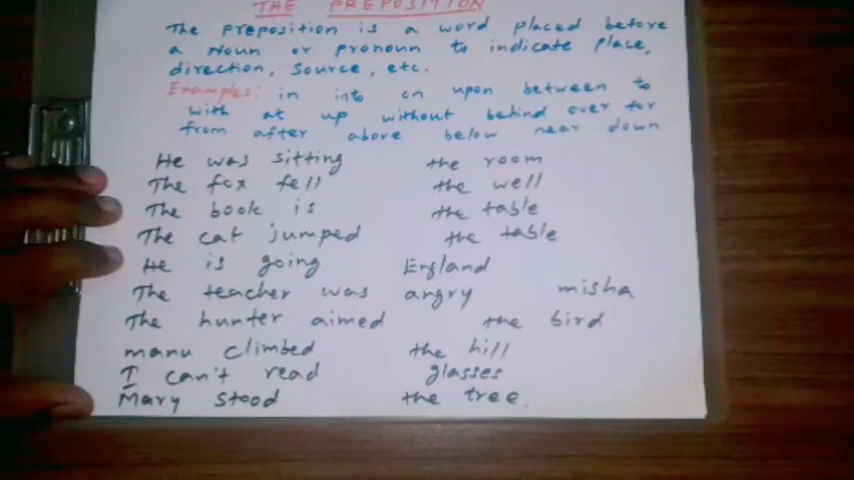 THE PREPOSITION
The preposition is a word placed before
a Noun or pronoun to indicate place,
direction, source, etc.
Examples: in into on upon between to
with at up without behind over for
from after above below near down
He was sitting the room
The fox fell the well
The book is the table
The cat jumped the table
He is going England
The teacher was angry misha
The hunter aimed the bird
manu climbed the hill
I can't read glasses
Mary stood the tree.